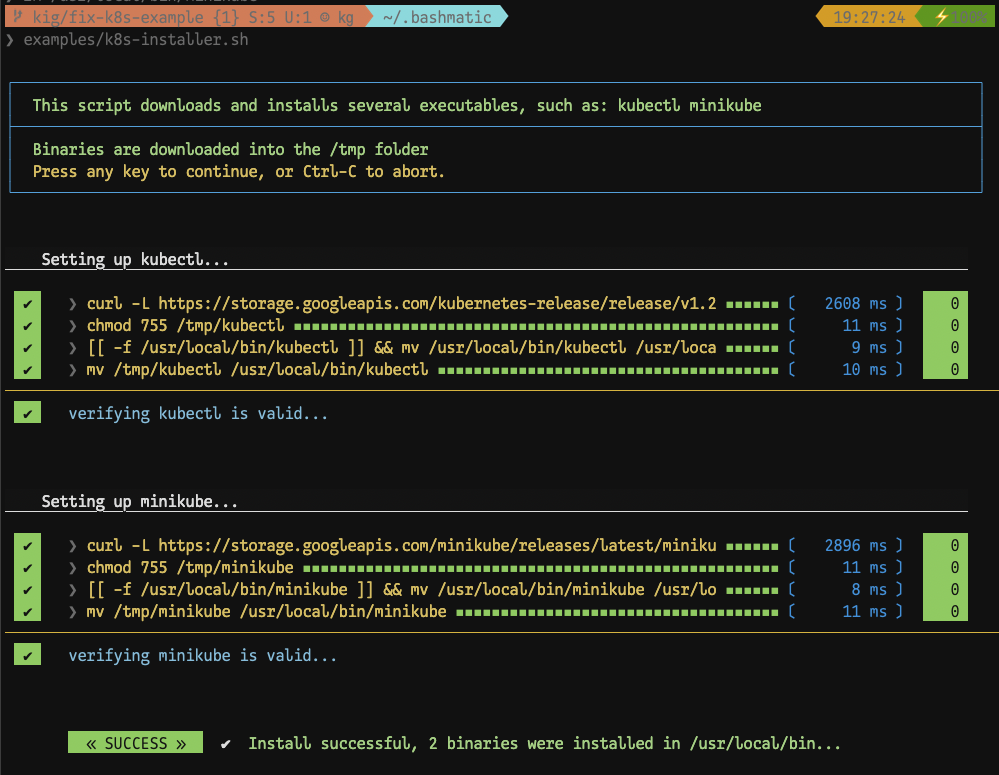 kig/fix-k8s-example {1} S:5 U:1 ⚙ kg ~/.bashmatic 19:27:24 ⚡100%
❯ examples/k8s-installer.sh
This script downloads and installs several executables, such as: kubectl minikube
Binaries are downloaded into the /tmp folder
Press any key to continue, or Ctrl-C to abort.
Setting up kubectl...
✔ ❯ curl -L https://storage.googleapis.com/kubernetes-release/release/v1.2 ■■■■■■ ( 2608 ms ) 0
✔ ❯ chmod 755 /tmp/kubectl ■■■■■■■■■■■■■■■■■■■■■■■■■■■■■■■■■■■■■■■■■■■■■■■■■■■■■■ ( 11 ms ) 0
✔ ❯ [[ -f /usr/local/bin/kubectl ]] && mv /usr/local/bin/kubectl /usr/loca ■■■■■■ ( 9 ms ) 0
✔ ❯ mv /tmp/kubectl /usr/local/bin/kubectl ■■■■■■■■■■■■■■■■■■■■■■■■■■■■■■■■■■■■■■ ( 10 ms ) 0
✔ verifying kubectl is valid...
Setting up minikube...
✔ ❯ curl -L https://storage.googleapis.com/minikube/releases/latest/miniku ■■■■■■ ( 2896 ms ) 0
✔ ❯ chmod 755 /tmp/minikube ■■■■■■■■■■■■■■■■■■■■■■■■■■■■■■■■■■■■■■■■■■■■■■■■■■■■■ ( 11 ms ) 0
✔ ❯ [[ -f /usr/local/bin/minikube ]] && mv /usr/local/bin/minikube /usr/lo ■■■■■■ ( 8 ms ) 0
✔ ❯ mv /tmp/minikube /usr/local/bin/minikube ■■■■■■■■■■■■■■■■■■■■■■■■■■■■■■■■■■■■ ( 11 ms ) 0
✔ verifying minikube is valid...
« SUCCESS » ✔ Install successful, 2 binaries were installed in /usr/local/bin...